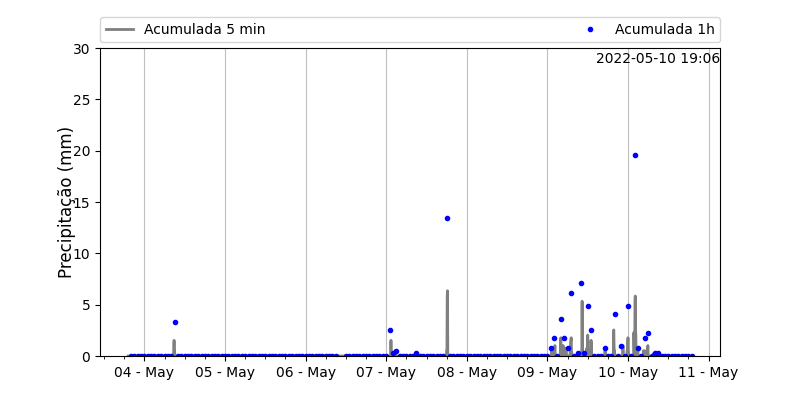 Acumulada 5 min
Acumulada 1h
2022-05-10 19:06
Precipitação (mm)
30
25
20
15
10
5
0
04 - May
05 - May
06 - May
07 - May
08 - May
09 - May
10 - May
11 - May